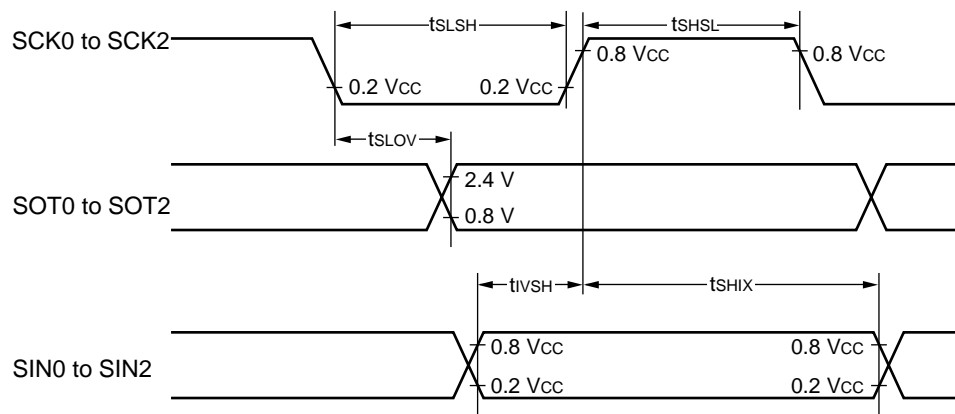 tSLSH tSHSL
SCK0 to SCK2
0.8 VCC 0.8 VCC
0.2 VCC 0.2 VCC
tSLOV
2.4 V
SOT0 to SOT2
0.8 V
tIVSH tSHIX
0.8 VCC 0.8 VCC
SIN0 to SIN2
0.2 VCC 0.2 VCC